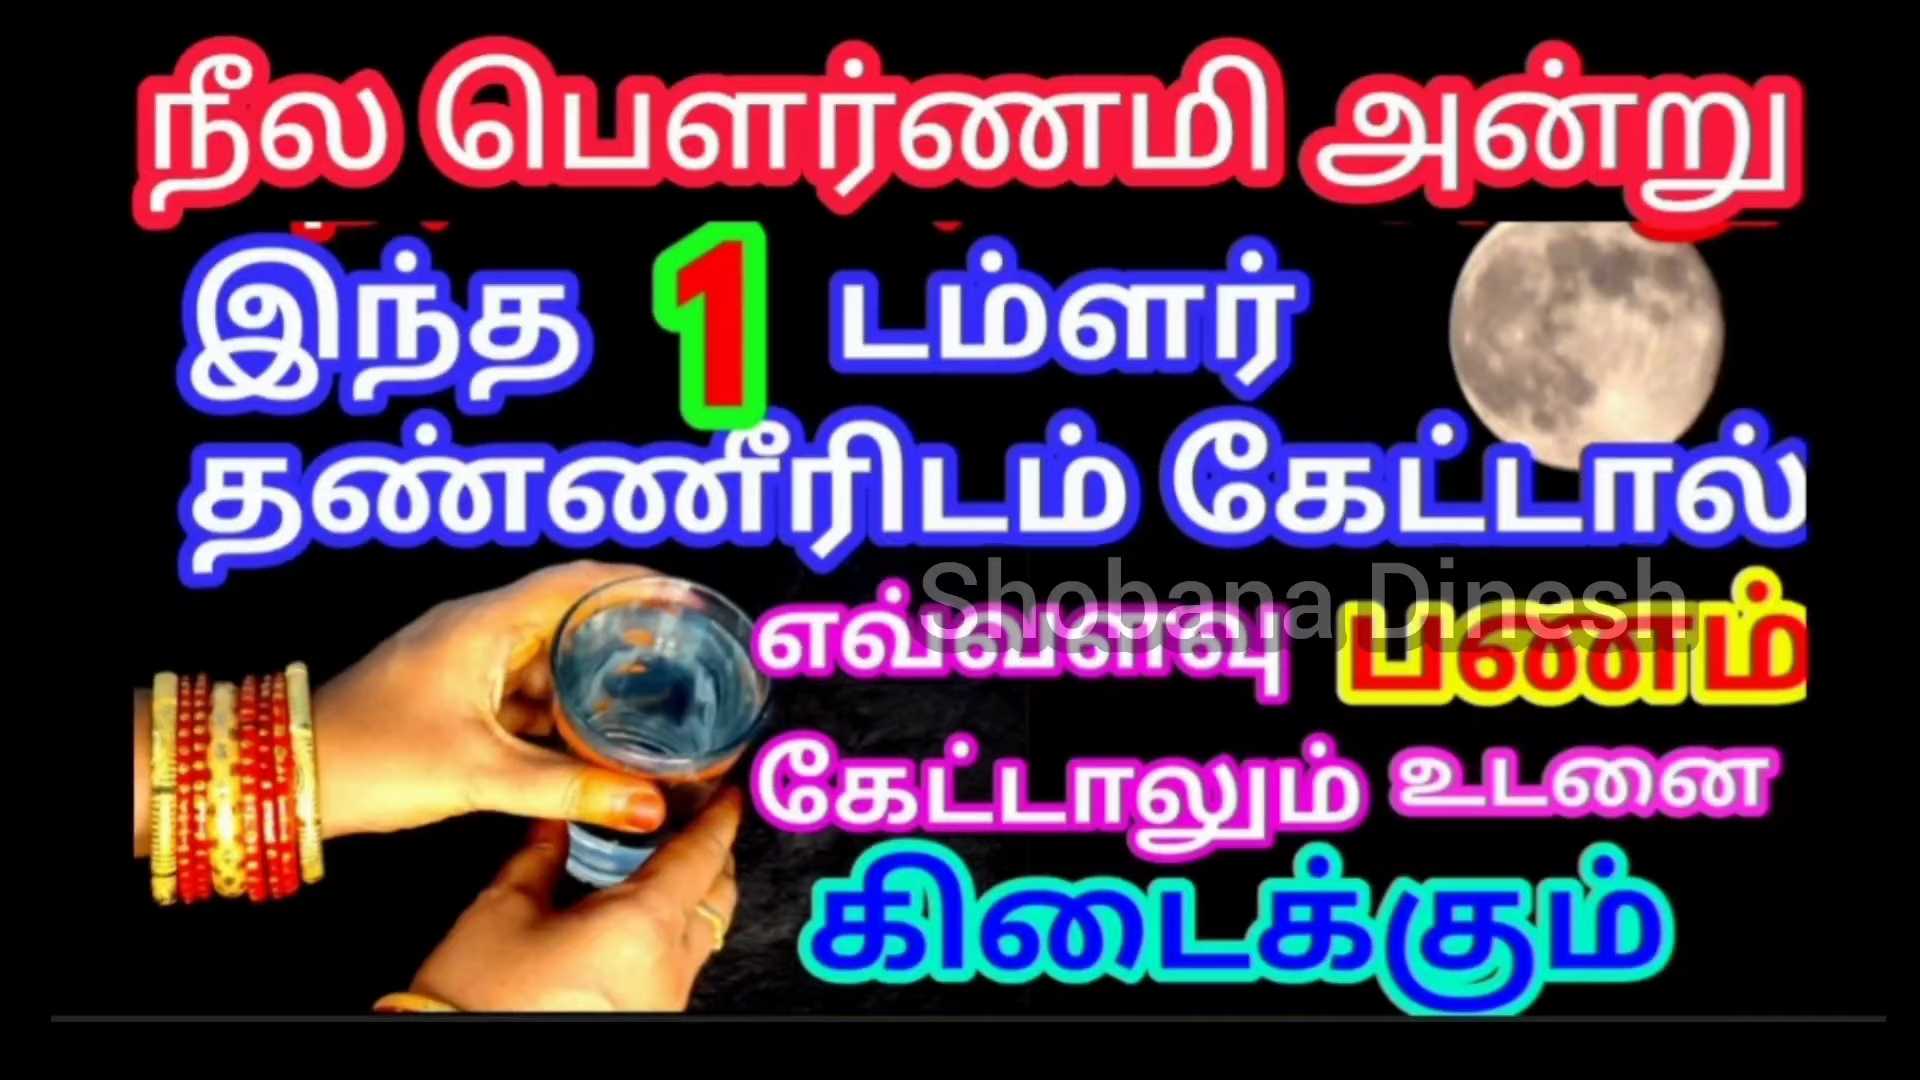 நீல பௌர்ணமி அன்று
இந்த 1 டம்ளர்
தண்ணீரிடம் கேட்டால்
Shobana Dinesh
எவ்வளவு பணம்
கேட்டாலும் உடனை
கிடைக்கும்